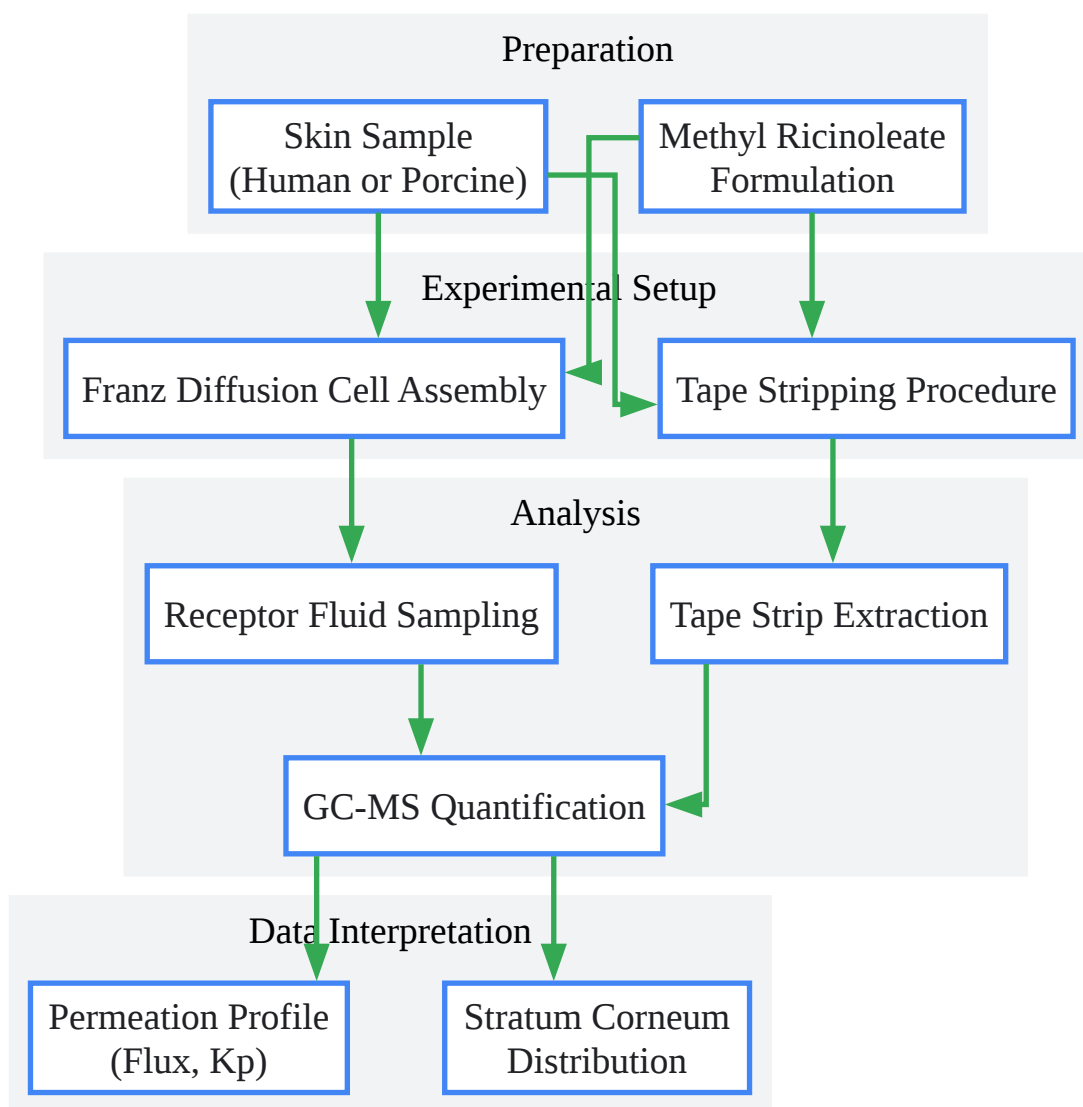 Preparation
Skin Sample
(Human or Porcine)
Methyl Ricinoleate
Formulation
Experimental Setup
Franz Diffusion Cell Assembly
Tape Stripping Procedure
Analysis
Receptor Fluid Sampling
Tape Strip Extraction
GC-MS Quantification
Data Interpretation
Permeation Profile
(Flux, Kp)
Stratum Corneum
Distribution